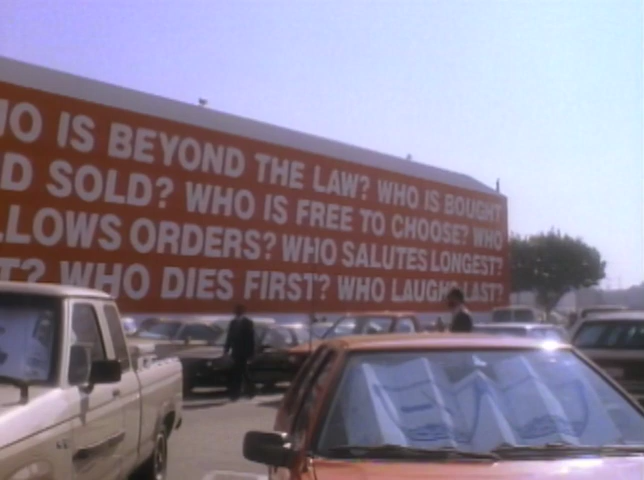 HO IS BEYOND THE LAW? WHO IS BOUGHT
D SOLD? WHO IS FREE TO CHOOSE? WHO
LLOWS ORDERS? WHO SALUTES LONGEST?
T? WHO DIES FIRST? WHO LAUGHS LAST?